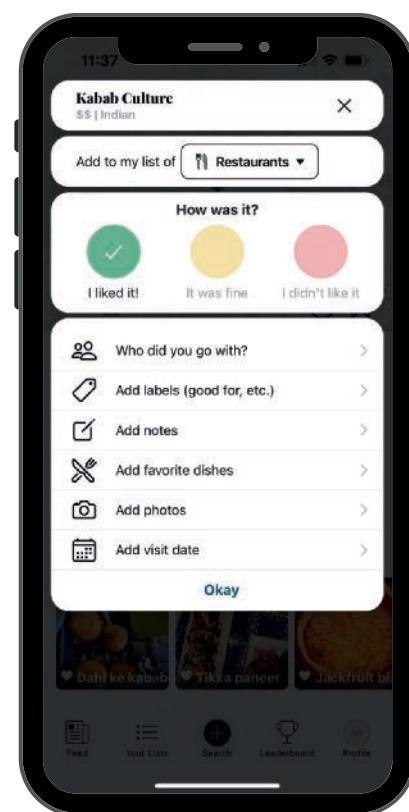 11:37
Kabab Culture
$$ | Indian
Add to my list of Restaurants
How was it?
I liked it! It was fine I didn't like it
Who did you go with?
Add labels (good for, etc.)
Add notes
Add favorite dishes
Add photos
Add visit date
Okay
Dahi ke kabab Tikka paneer Jackfruit bi
Feed Your Lists Search Leaderboard Profile